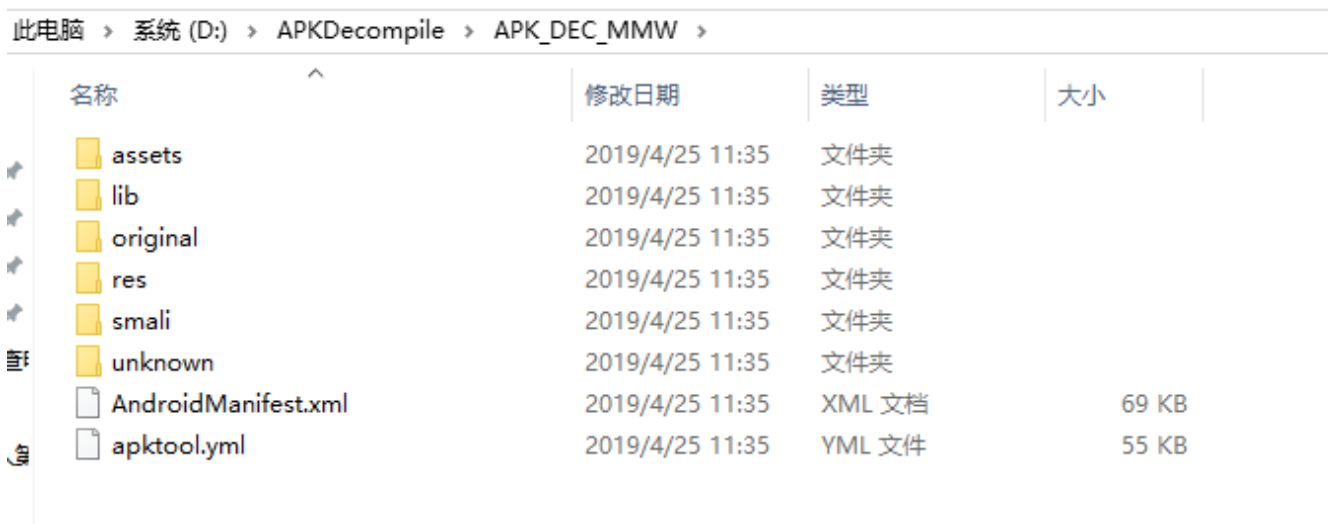 此电脑 > 系统 (D:) > APKDecompile > APK_DEC_MMW >
名称 修改日期 类型 大小
assets 2019/4/25 11:35 文件夹
lib 2019/4/25 11:35 文件夹
original 2019/4/25 11:35 文件夹
res 2019/4/25 11:35 文件夹
smali 2019/4/25 11:35 文件夹
unknown 2019/4/25 11:35 文件夹
AndroidManifest.xml 2019/4/25 11:35 XML 文档 69 KB
apktool.yml 2019/4/25 11:35 YML 文件 55 KB